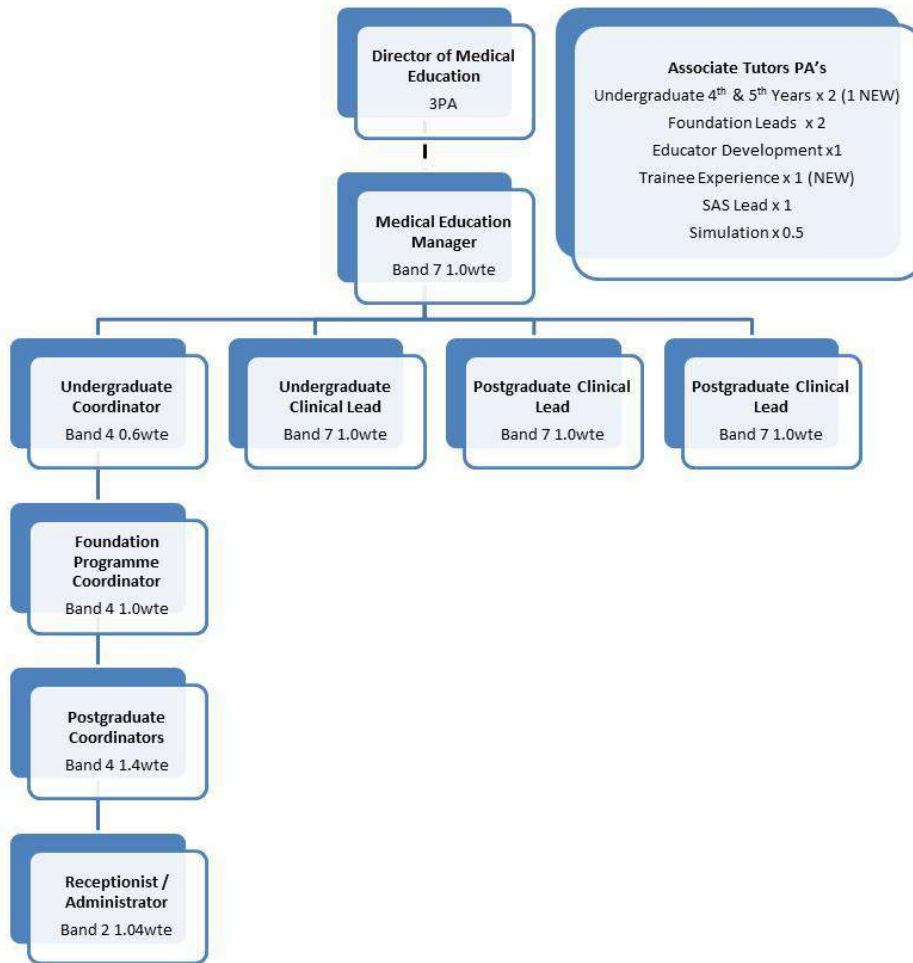 Director of Medical
Education
3PA
Associate Tutors PA's
Undergraduate 4th & 5th Years x 2 (1 NEW)
Foundation Leads x 2
Educator Development x1
Trainee Experience x 1 (NEW)
SAS Lead x 1
Simulation x 0.5
Medical Education
Manager
Band 7 1.0wte
Undergraduate
Coordinator
Band 4 0.6wte
Undergraduate
Clinical Lead
Band 7 1.0wte
Postgraduate Clinical
Lead
Band 7 1.0wte
Postgraduate Clinical
Lead
Band 7 1.0wte
Foundation
Programme
Coordinator
Band 4 1.0wte
Postgraduate
Coordinators
Band 4 1.4wte
Receptionist /
Administrator
Band 2 1.04wte